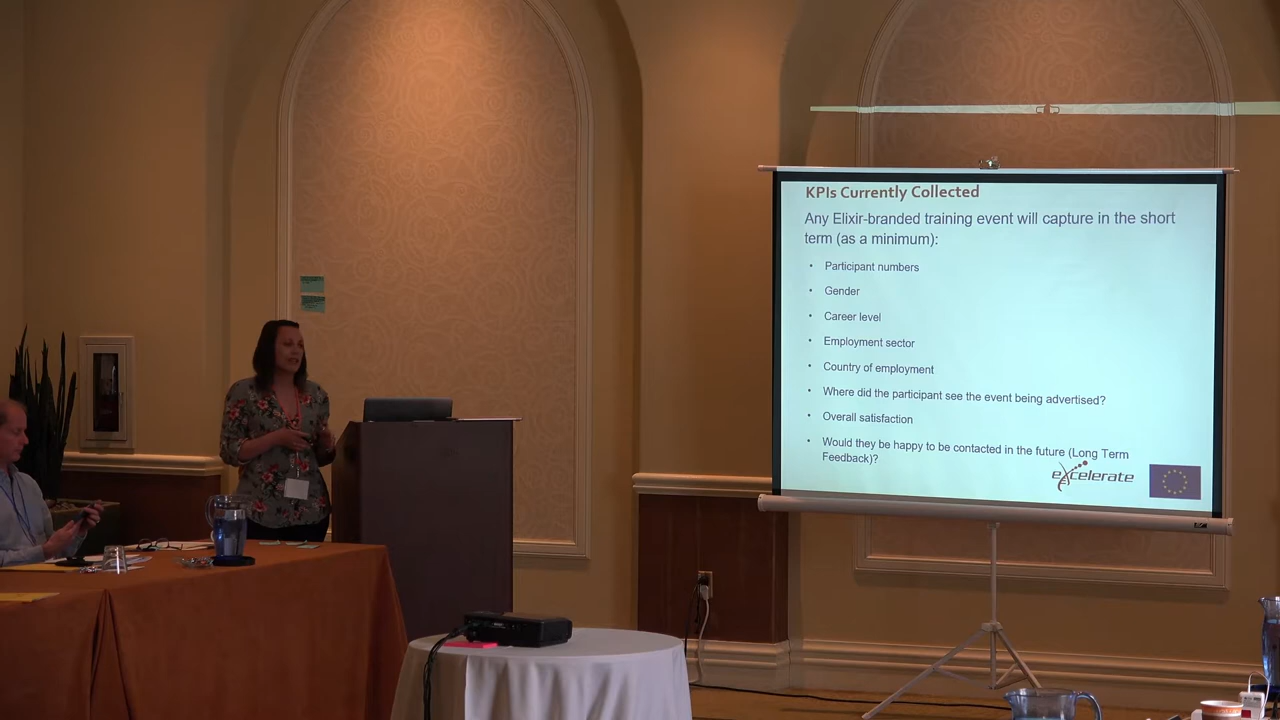 KPIs Currently Collected
Any Elixir-branded training event will capture in the short
term (as a minimum):
• Participant numbers
• Gender
• Career level
• Employment sector
• Country of employment
• Where did the participant see the event being advertised?
• Overall satisfaction
• Would they be happy to be contacted in the future (Long Term
Feedback)?
eXcelerate